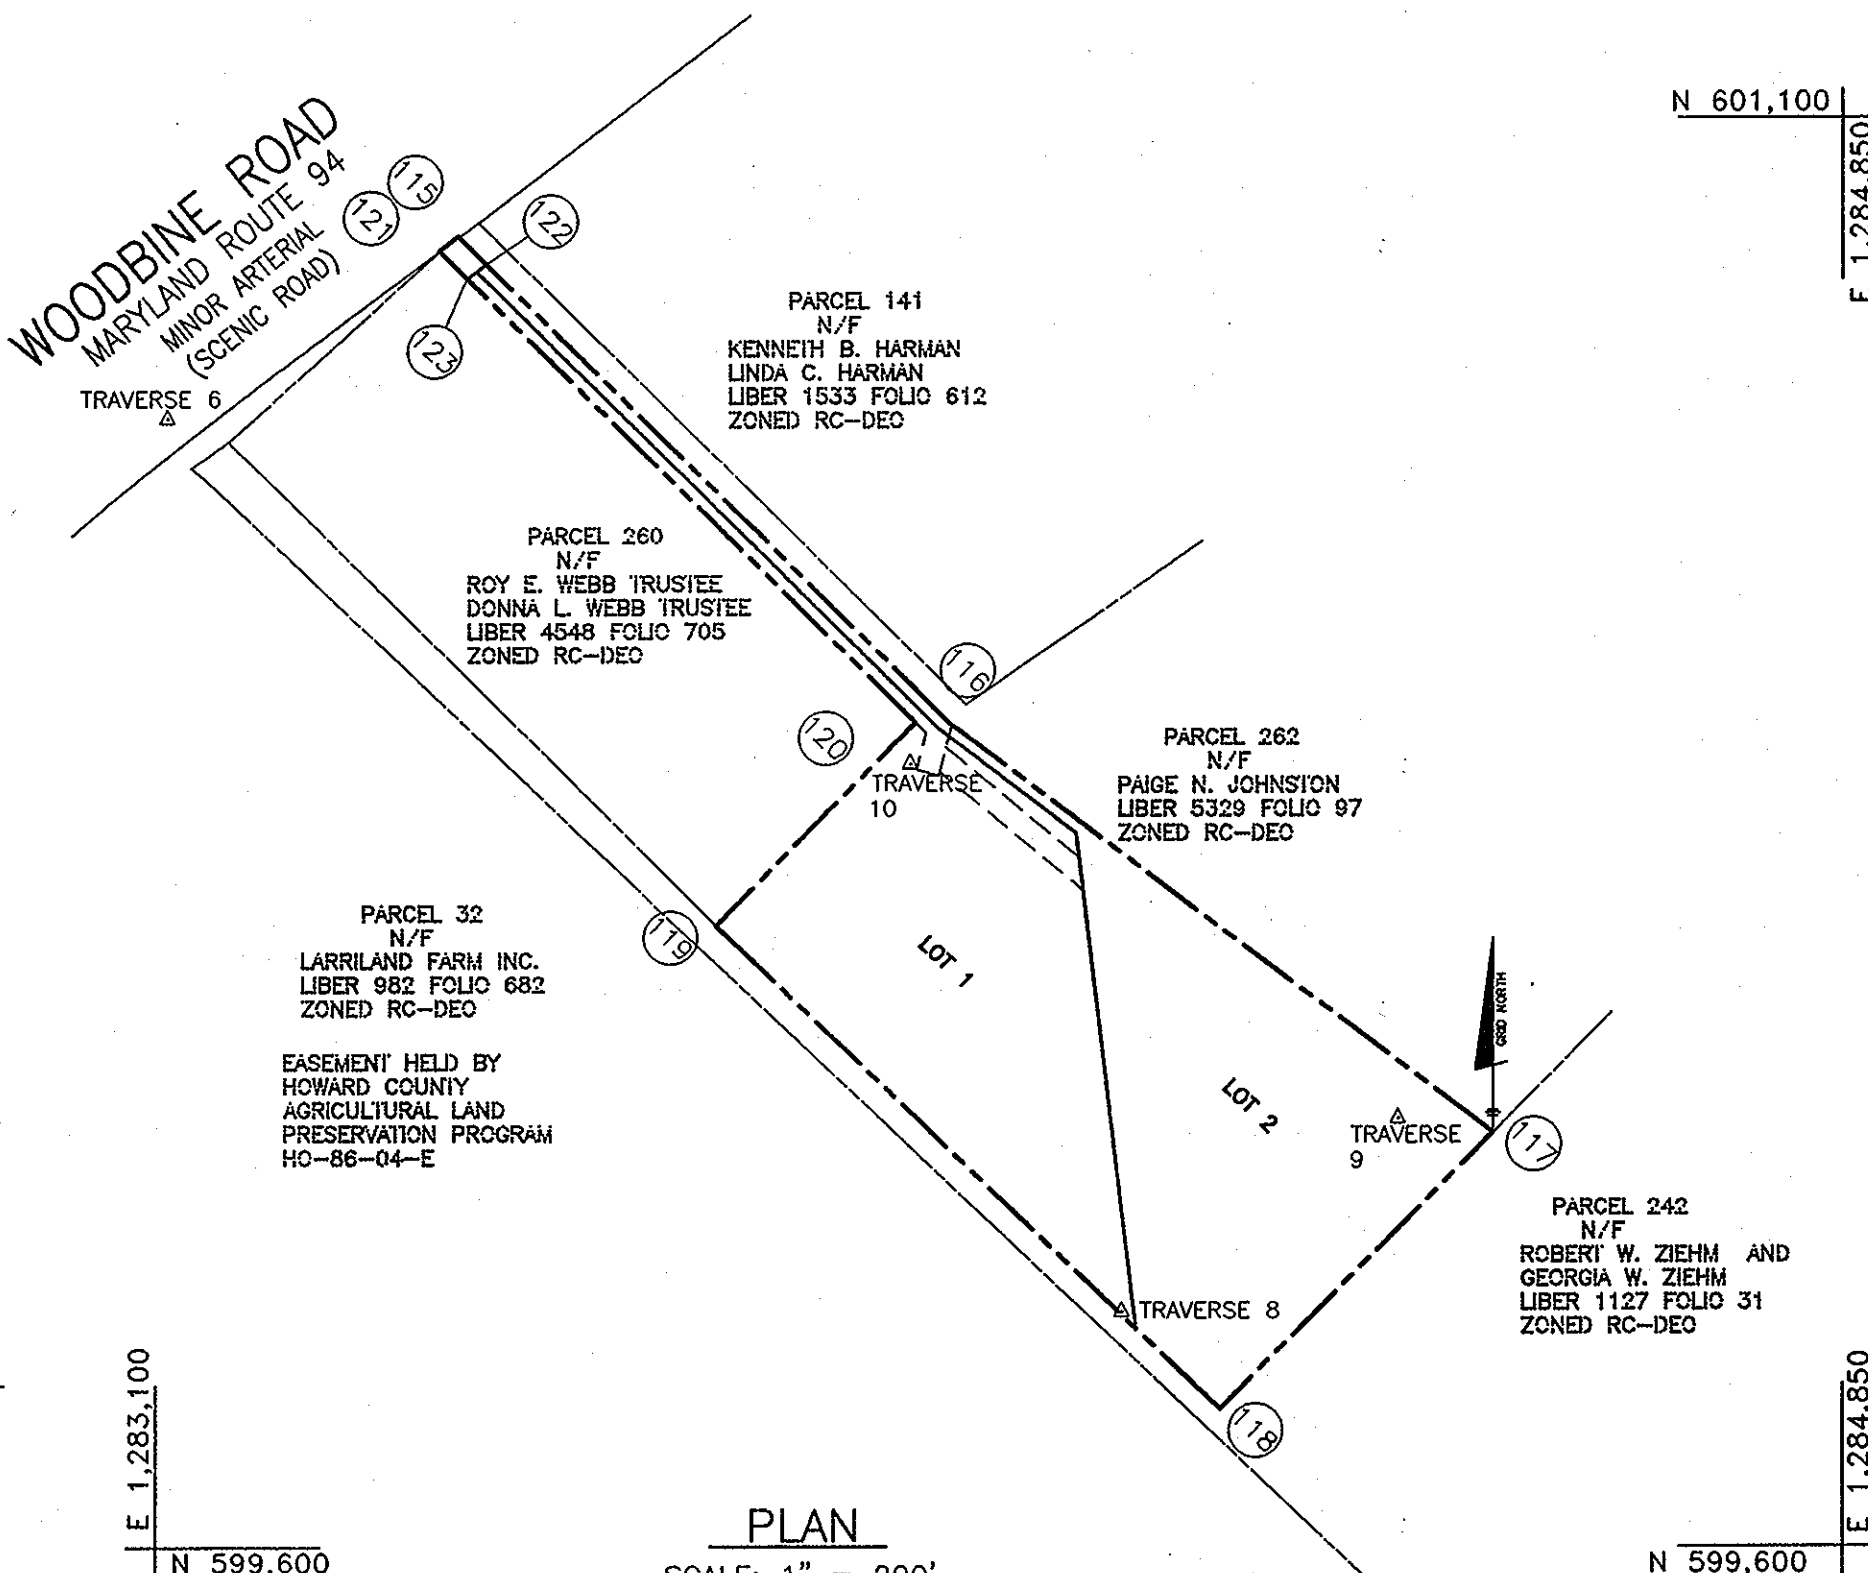 N 601,100
E 1,284,850
WOODBINE ROAD
MARYLAND ROUTE 94
MINOR ARTERIAL
(SCENIC ROAD)
121
115
122
123
TRAVERSE 6
PARCEL 141
N/F
KENNETH B. HARMAN
LINDA C. HARMAN
LIBER 1533 FOLIO 612
ZONED RC-DEO
PARCEL 260
N/F
ROY E. WEBB TRUSTEE
DONNA L. WEBB TRUSTEE
LIBER 4548 FOLIO 705
ZONED RC-DEO
116
120
TRAVERSE
10
PARCEL 262
N/F
PAIGE N. JOHNSTON
LIBER 5329 FOLIO 97
ZONED RC-DEO
PARCEL 32
N/F
LARRILAND FARM INC.
LIBER 982 FOLIO 682
ZONED RC-DEO
119
LOT 1
GRID NORTH
EASEMENT HELD BY
HOWARD COUNTY
AGRICULTURAL LAND
PRESERVATION PROGRAM
HO-86-04-E
LOT 2
TRAVERSE
9
117
PARCEL 242
N/F
ROBERT W. ZIEHM AND
GEORGIA W. ZIEHM
LIBER 1127 FOLIO 31
ZONED RC-DEO
TRAVERSE 8
118
E 1,283,100
N 599,600
PLAN
SCALE: 1" = 200'
E 1,284,850
N 599,600